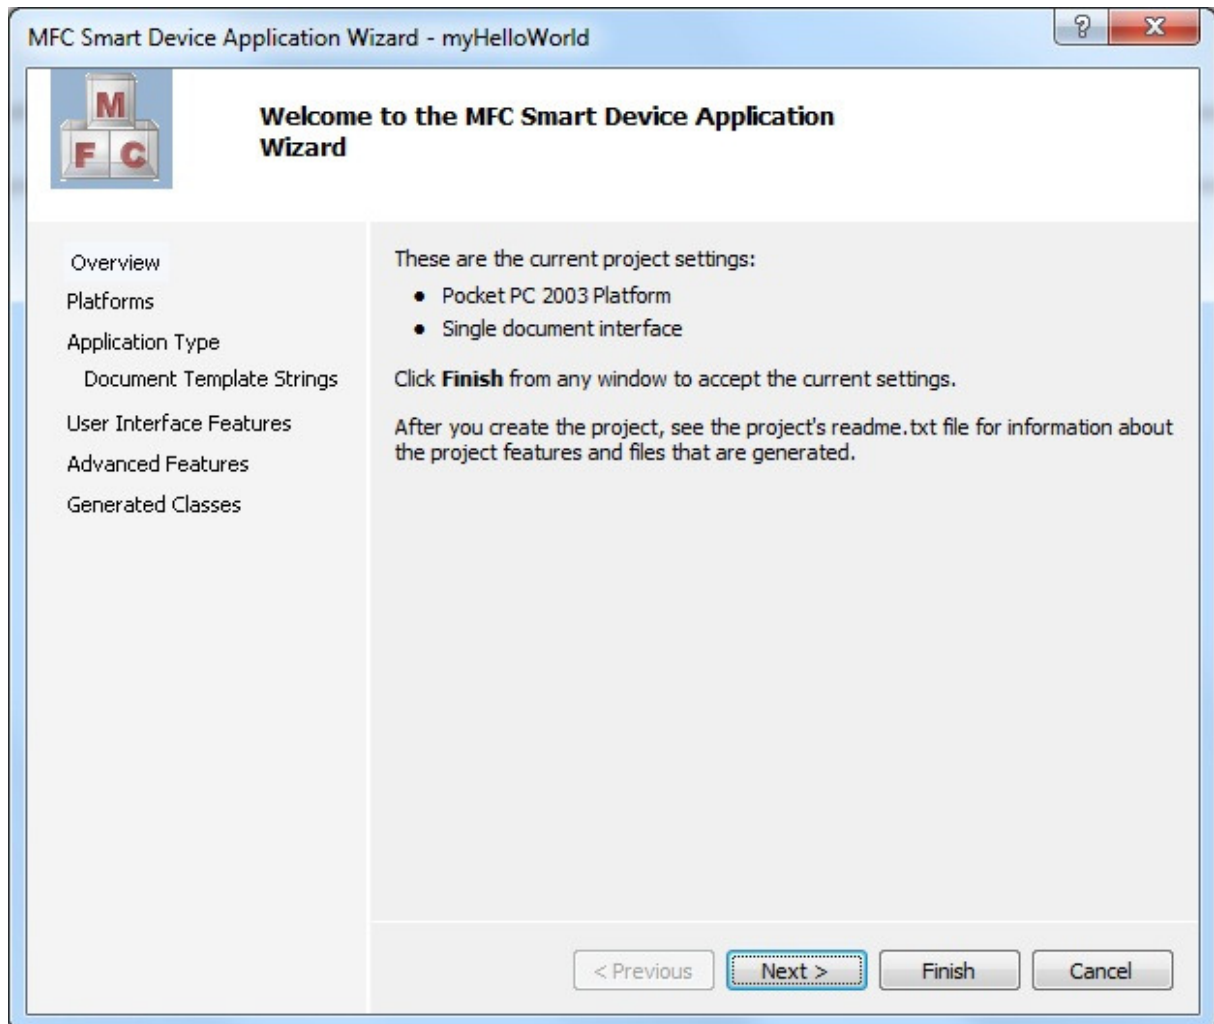 MFC Smart Device Application Wizard - myHelloWorld
?
X
M
F C
Welcome to the MFC Smart Device Application
Wizard
Overview
Platforms
Application Type
Document Template Strings
User Interface Features
Advanced Features
Generated Classes
These are the current project settings:
• Pocket PC 2003 Platform
• Single document interface
Click Finish from any window to accept the current settings.
After you create the project, see the project's readme.txt file for information about
the project features and files that are generated.
< Previous
Next >
Finish
Cancel